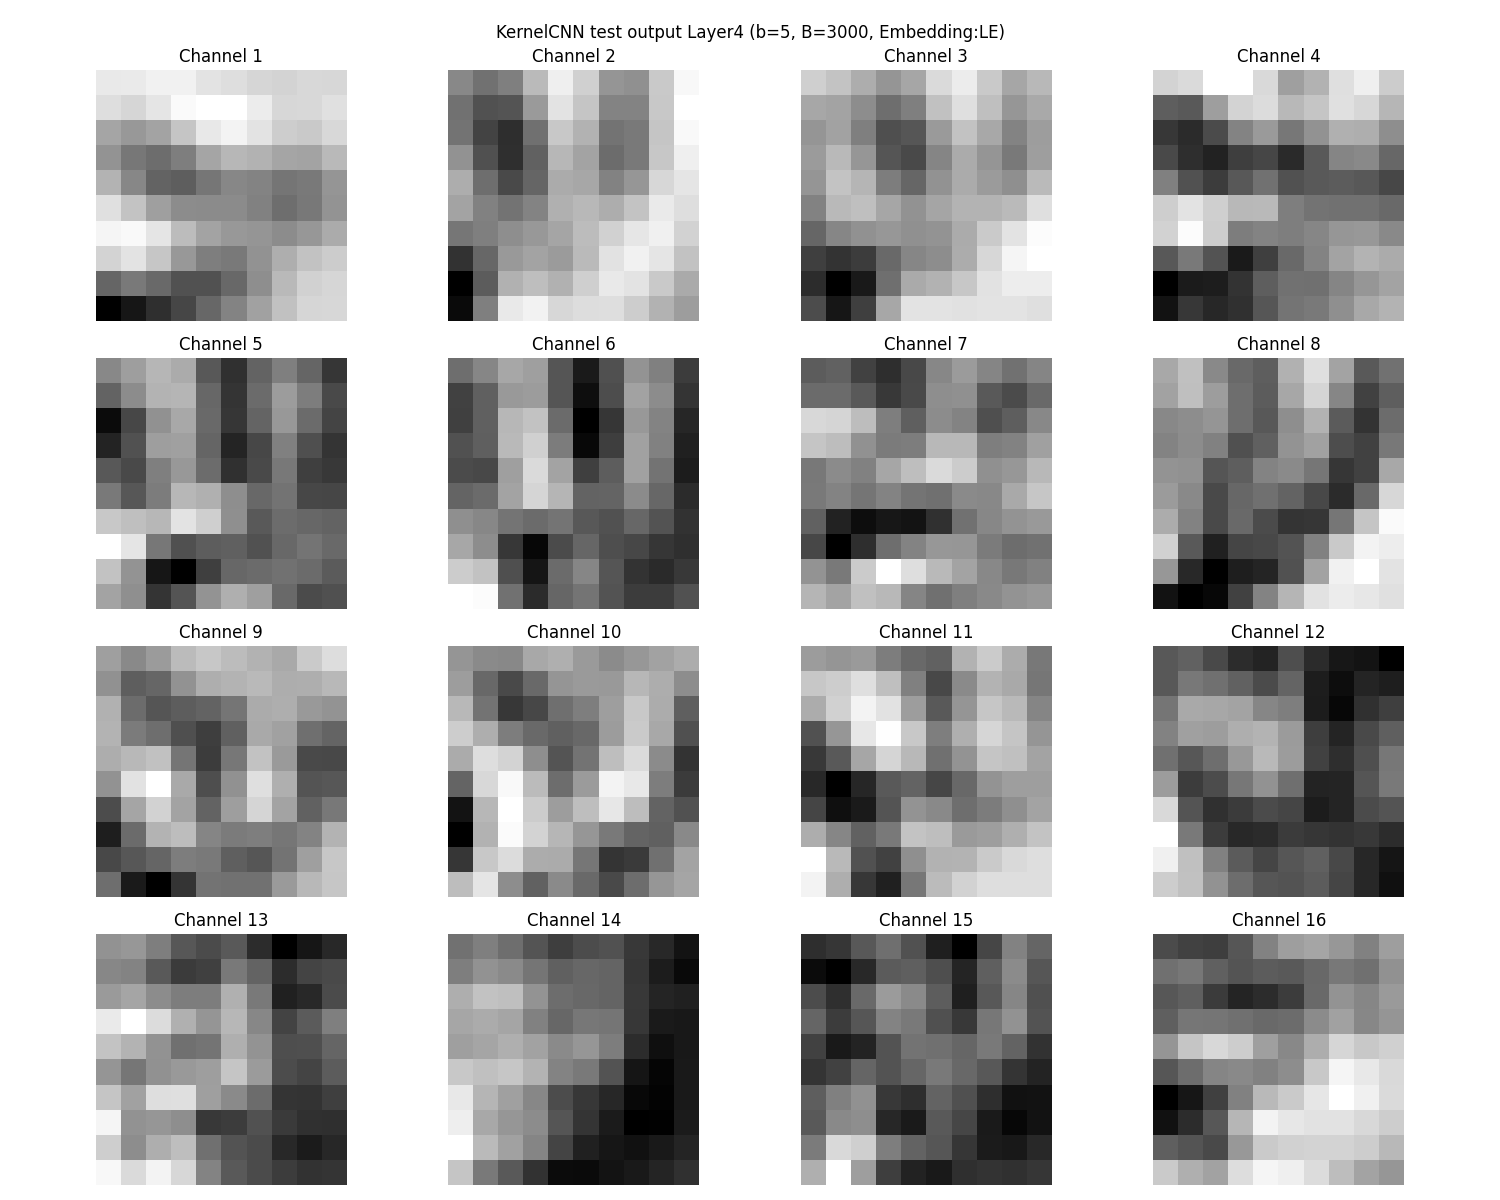 KernelCNN test output Layer4 (b=5, B=3000, Embedding:LE)
Channel 1
Channel 2
Channel 3
Channel 4
Channel 5
Channel 6
Channel 7
Channel 8
Channel 9
Channel 10
Channel 11
Channel 12
Channel 13
Channel 14
Channel 15
Channel 16